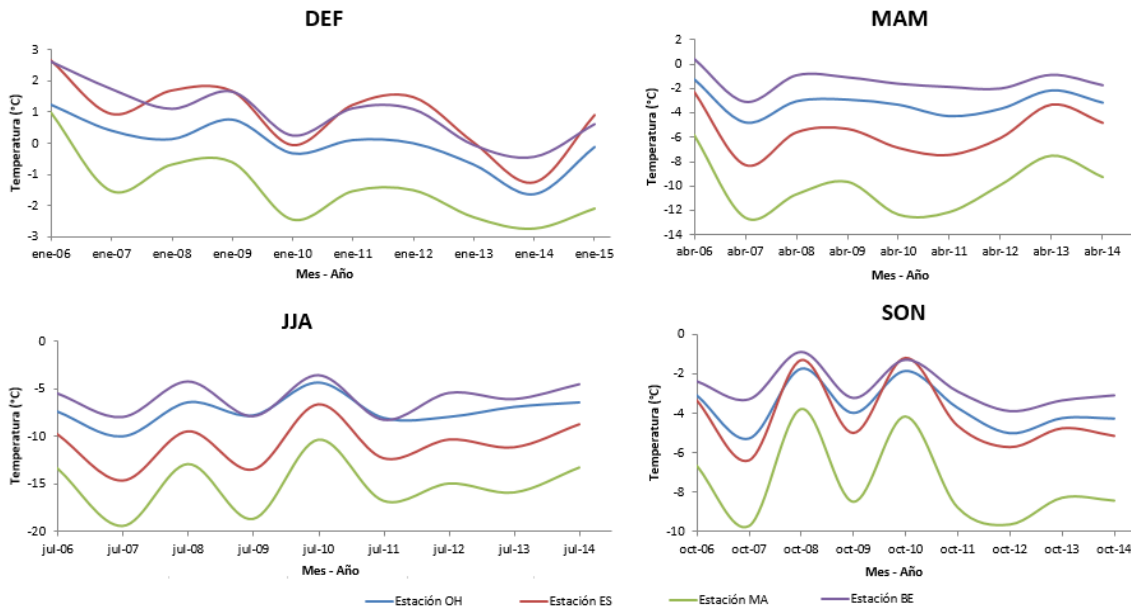 DEF
Temperatura (°C)
3
2
1
0
-1
-2
-3
ene-06 ene-07 ene-08 ene-09 ene-10 ene-11 ene-12 ene-13 ene-14 ene-15
Mes - Año
MAM
Temperatura (°C)
2
0
-2
-4
-6
-8
-10
-12
-14
abr-06 abr-07 abr-08 abr-09 abr-10 abr-11 abr-12 abr-13 abr-14
Mes - Año
JJA
Temperatura (°C)
0
-5
-10
-15
-20
jul-06 jul-07 jul-08 jul-09 jul-10 jul-11 jul-12 jul-13 jul-14
Mes - Año
SON
Temperatura (°C)
0
-2
-4
-6
-8
-10
oct-06 oct-07 oct-08 oct-09 oct-10 oct-11 oct-12 oct-13 oct-14
Mes - Año
Estación OH Estación ES Estación MA Estación BE